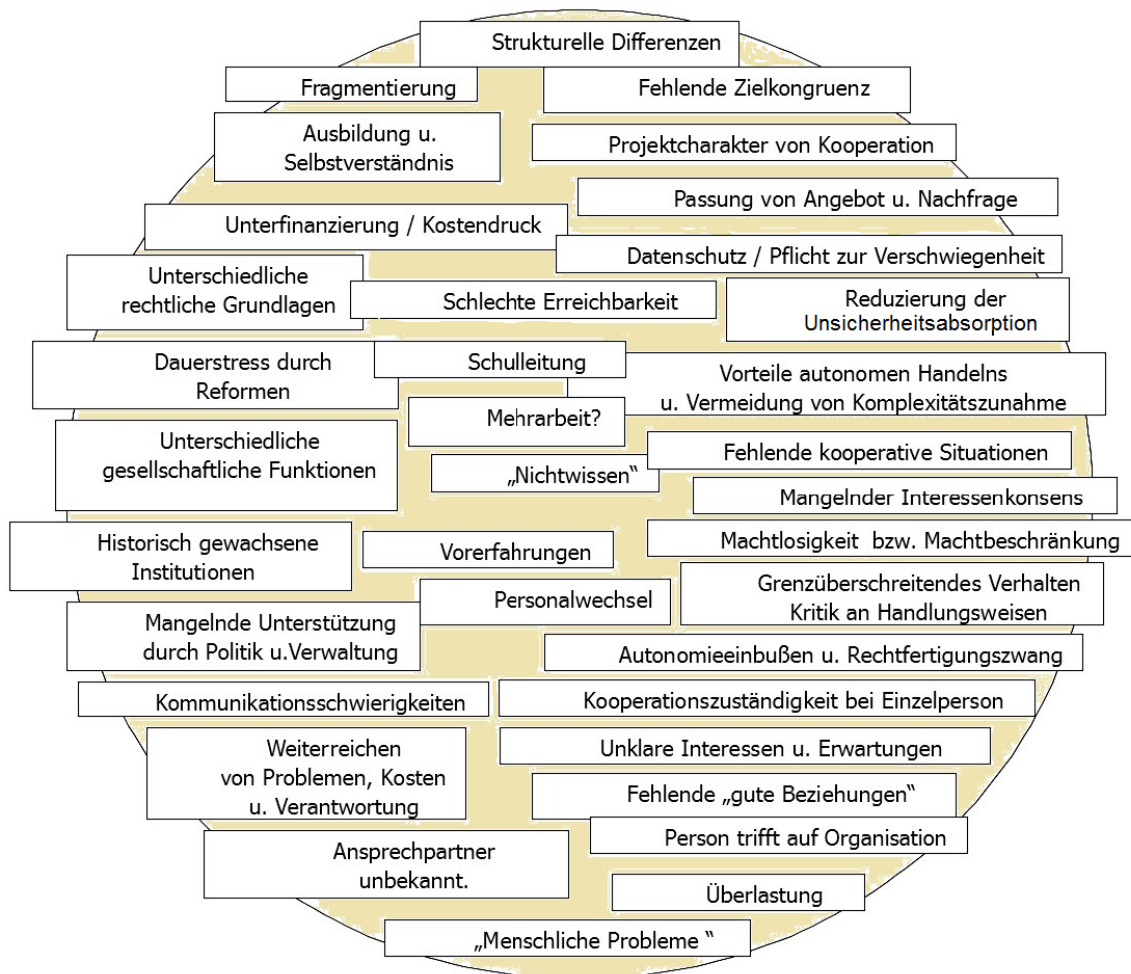 Strukturelle Differenzen
Fragmentierung
Fehlende Zielkongruenz
Ausbildung u.
Selbstverständnis
Projektcharakter von Kooperation
Passung von Angebot u. Nachfrage
Unterfinanzierung / Kostendruck
Datenschutz / Pflicht zur Verschwiegenheit
Unterschiedliche
rechtliche Grundlagen
Schlechte Erreichbarkeit
Reduzierung der
Unsicherheitsabsorption
Dauerstress durch
Reformen
Schulleitung
Vorteile autonomen Handelns
u. Vermeidung von Komplexitätszunahme
Mehrarbeit?
Unterschiedliche
gesellschaftliche Funktionen
Fehlende kooperative Situationen
„Nichtwissen“
Mangelnder Interessenkonsens
Historisch gewachsene
Institutionen
Vorerfahrungen
Machtlosigkeit bzw. Machtbeschränkung
Personalwechsel
Grenzüberschreitendes Verhalten
Kritik an Handlungsweisen
Mangelnde Unterstützung
durch Politik u.Verwaltung
Autonomieeinbußen u. Rechtfertigungszwang
Kommunikationsschwierigkeiten
Kooperationszuständigkeit bei Einzelperson
Weiterreichen
von Problemen, Kosten
u. Verantwortung
Unklare Interessen u. Erwartungen
Fehlende „gute Beziehungen“
Person trifft auf Organisation
Ansprechpartner
unbekannt.
Überlastung
„Menschliche Probleme “